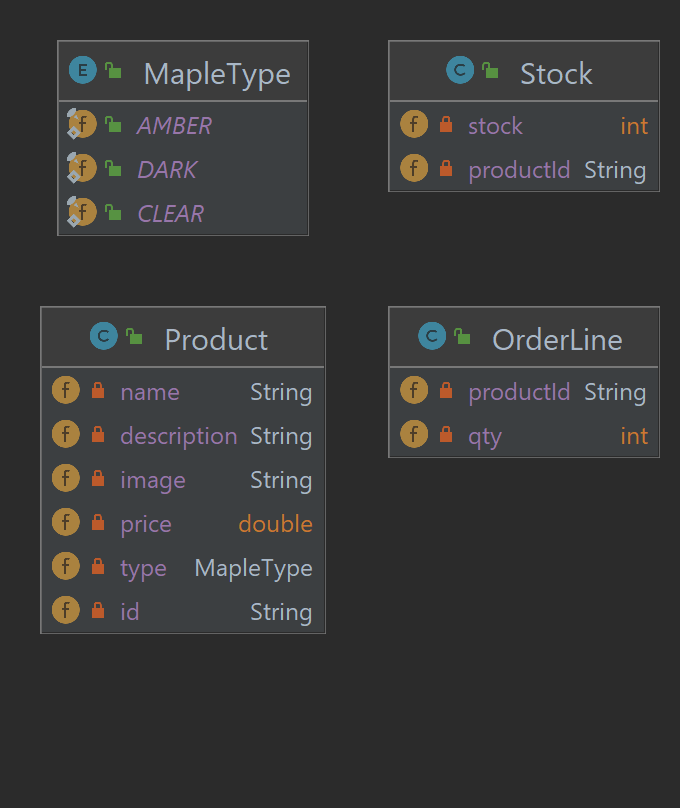 E MapleType
f AMBER
f DARK
f CLEAR
C Stock
f stock int
f productId String
C Product
f name String
f description String
f image String
f price double
f type MapleType
f id String
C OrderLine
f productId String
f qty int